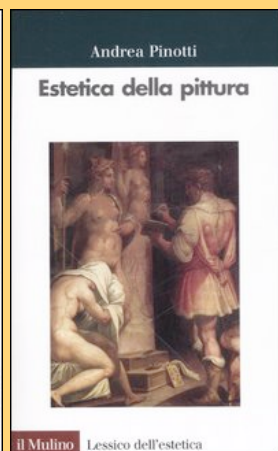 Andrea Pinotti
Estetica della pittura
il Mulino Lessico dell'estetica